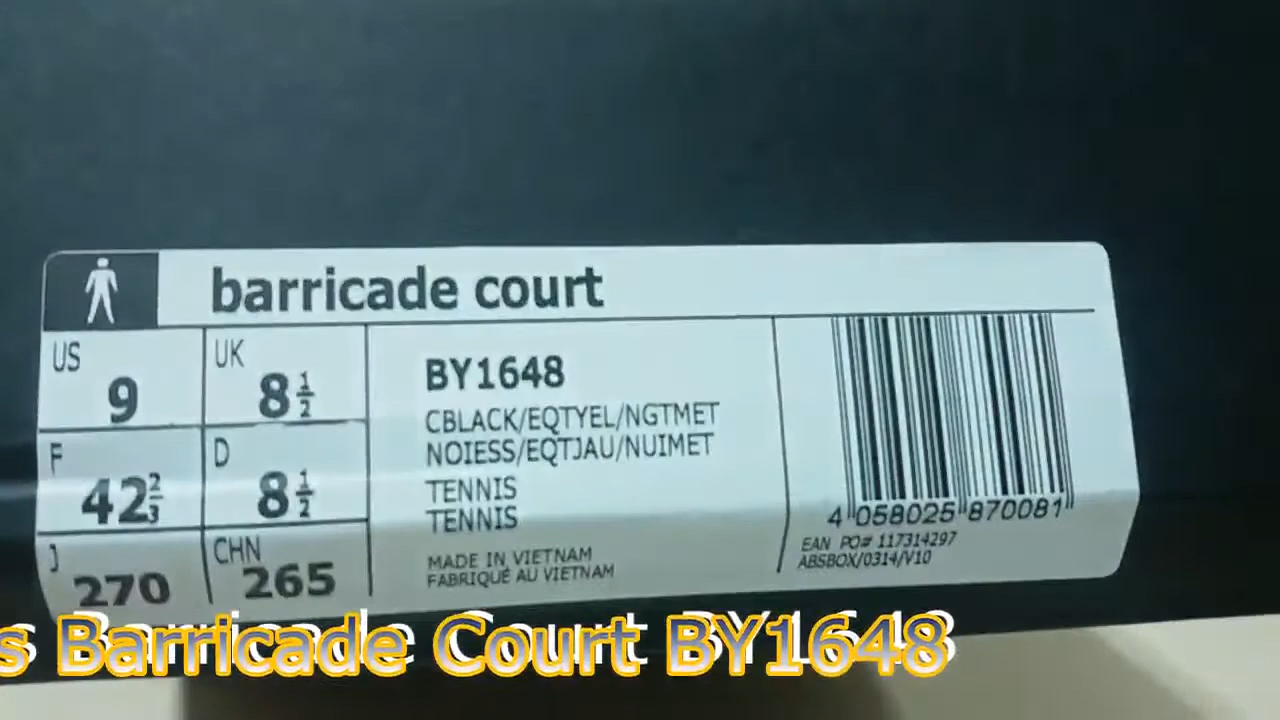 barricade court
US 9
UK 8 1/2
F 42 2/3
D 8 1/2
J 270
CHN 265
BY1648
CBLACK/EQTYEL/NGTMET
NOIESS/EQTJAU/NUIMET
TENNIS
TENNIS
MADE IN VIETNAM
FABRIQUÉ AU VIETNAM
4 058025 870081
EAN PO# 117314297
ABSBOX/0314/V10
s Barricade Court BY1648